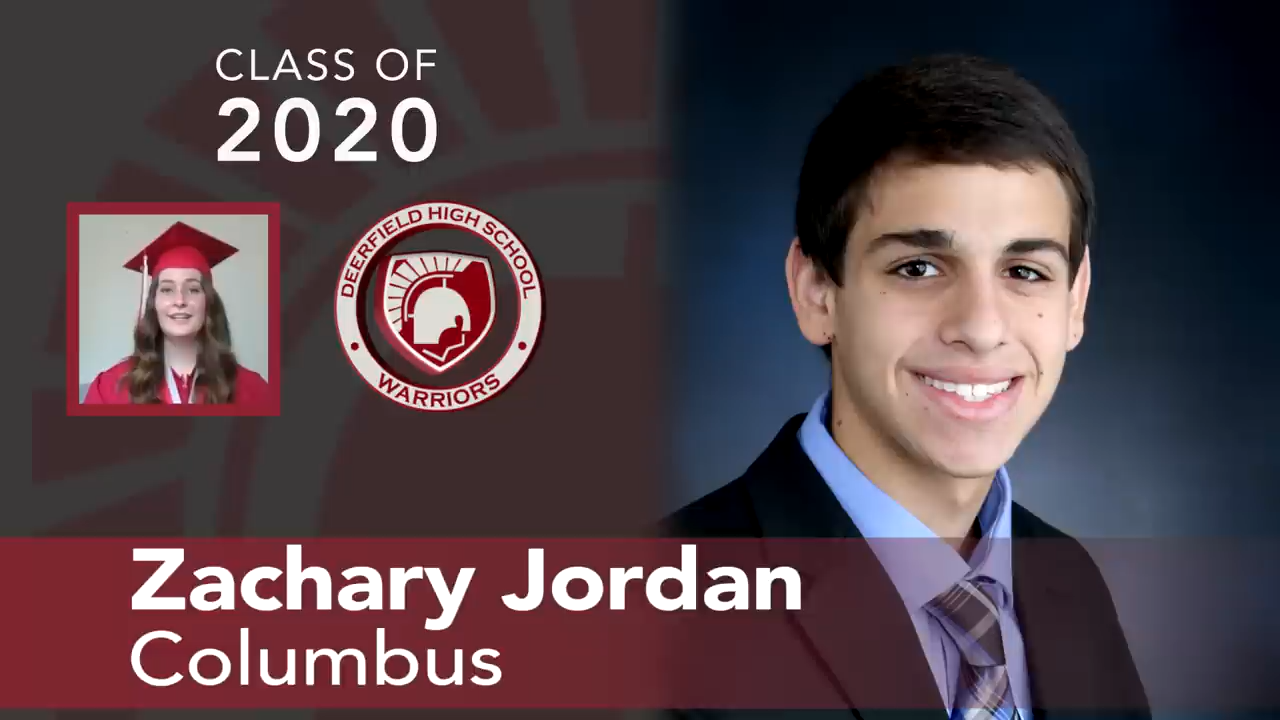 CLASS OF
2020
DEERFIELD HIGH SCHOOL
WARRIORS
Zachary Jordan
Columbus